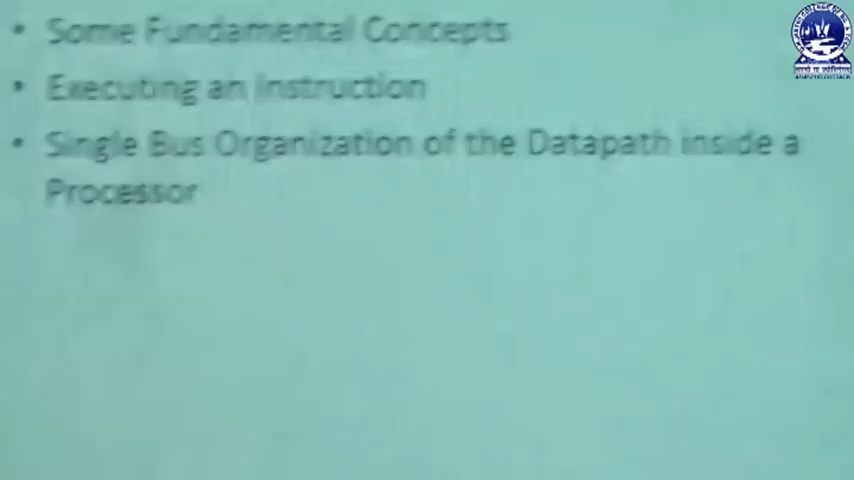 • Some Fundamental Concepts
• Executing an Instruction
• Single Bus Organization of the Datapath inside a
Processor